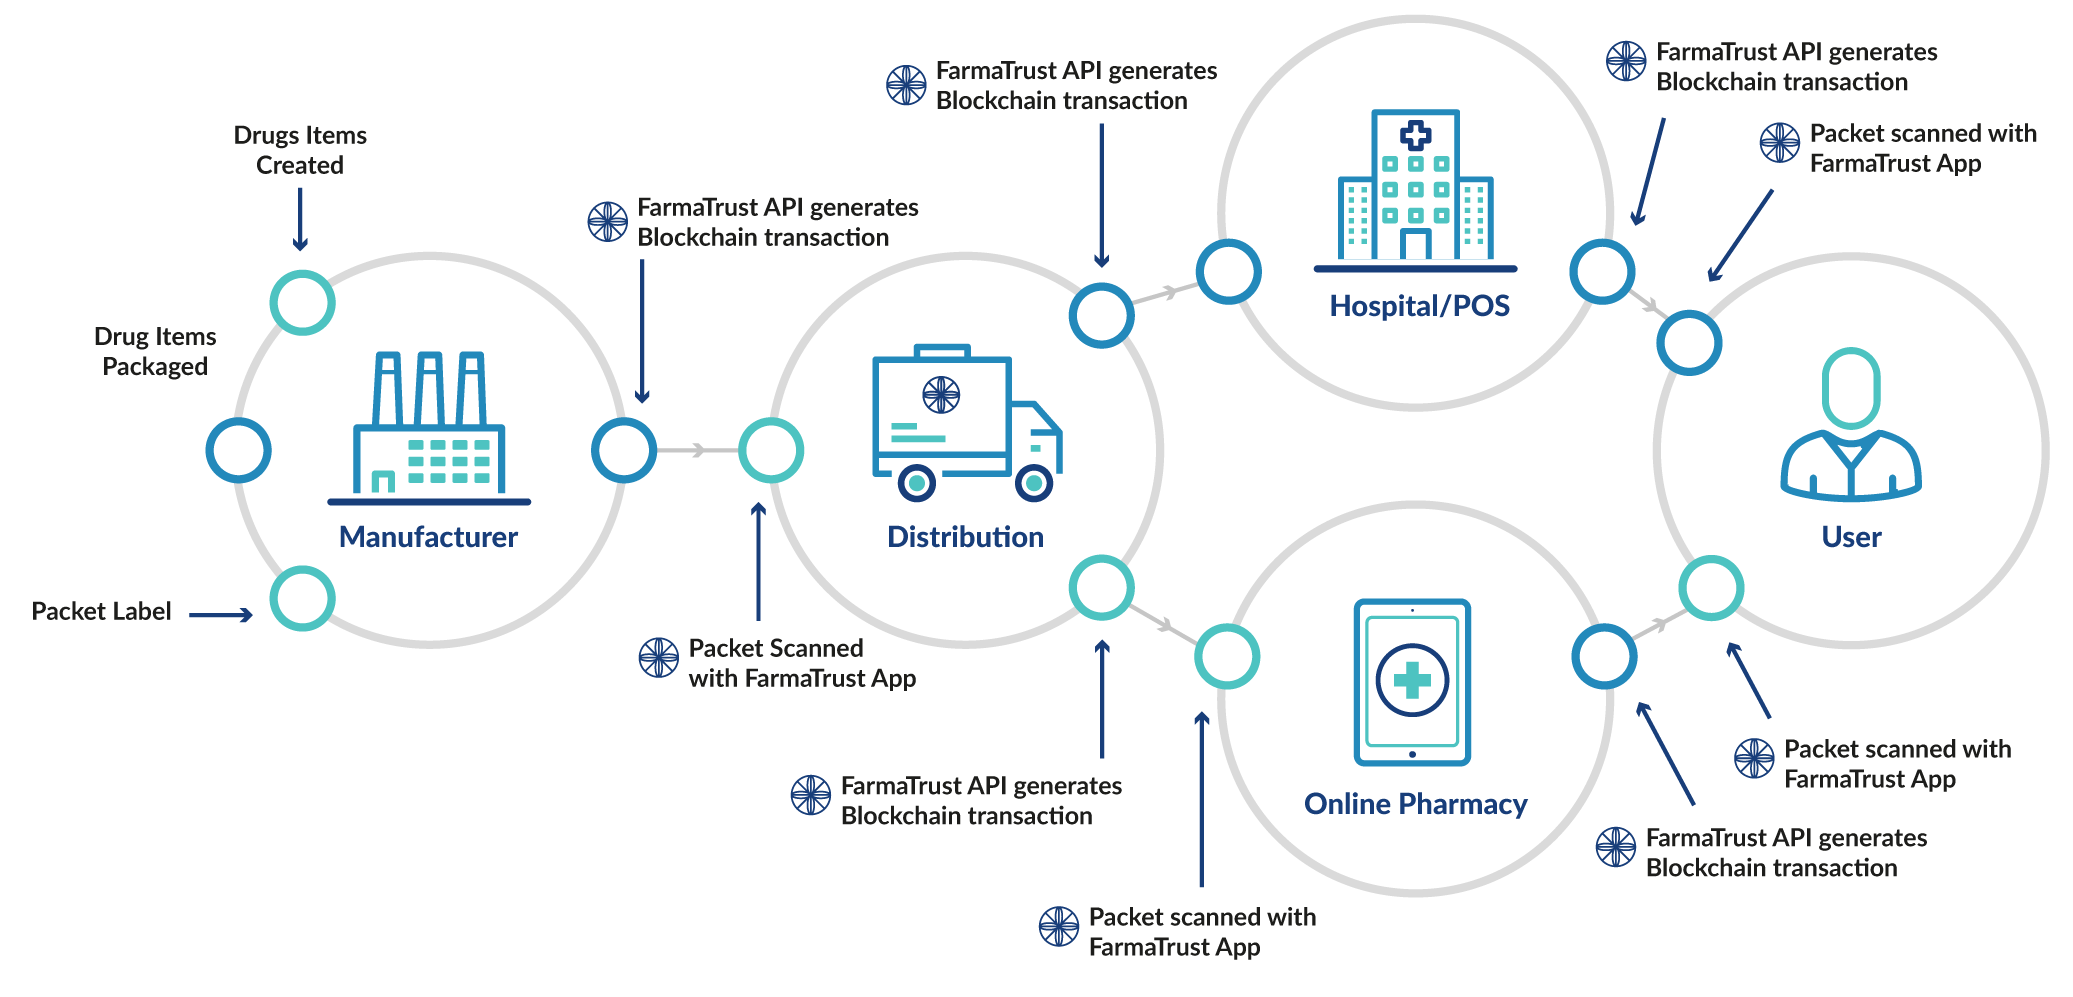 FarmaTrust API generates
Blockchain transaction
FarmaTrust API generates
Blockchain transaction
Packet scanned with
FarmaTrust App
Drugs Items
Created
FarmaTrust API generates
Blockchain transaction
Drug Items
Packaged
Hospital/POS
Manufacturer
Distribution
User
Packet Label
Packet Scanned
with FarmaTrust App
FarmaTrust API generates
Blockchain transaction
Online Pharmacy
Packet scanned with
FarmaTrust App
FarmaTrust API generates
Blockchain transaction
Packet scanned with
FarmaTrust App